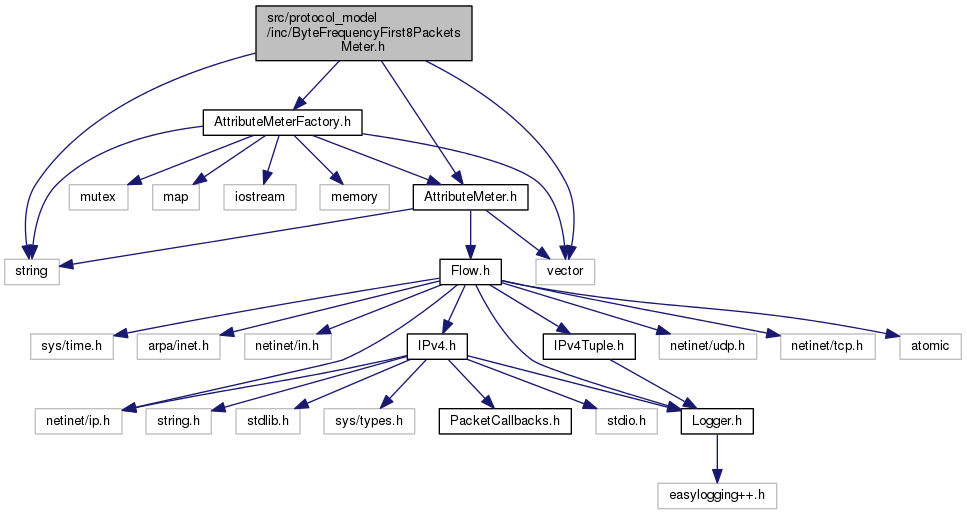 src/protocol_model
/inc/ByteFrequencyFirst8Packets
Meter.h
AttributeMeterFactory.h
mutex
map
iostream
memory
AttributeMeter.h
string
Flow.h
vector
sys/time.h
arpa/inet.h
netinet/in.h
IPv4.h
IPv4Tuple.h
netinet/udp.h
netinet/tcp.h
atomic
netinet/ip.h
string.h
stdlib.h
sys/types.h
PacketCallbacks.h
stdio.h
Logger.h
easylogging++.h